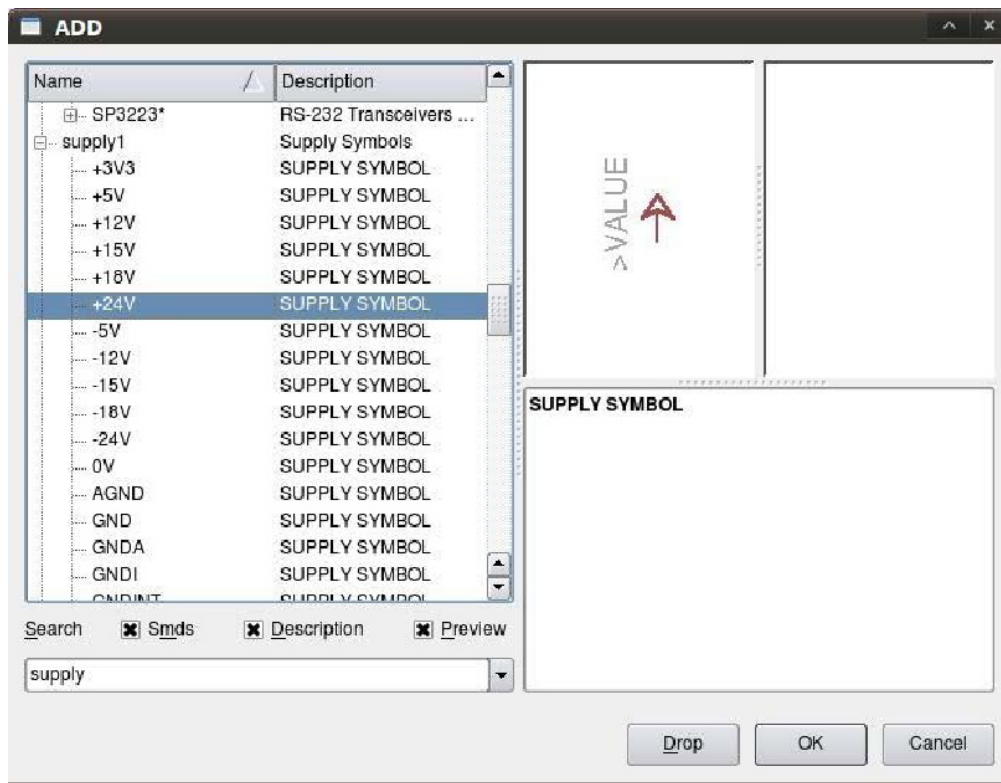 ADD
Name Description
SP3223* RS-232 Transceivers ...
supply1 Supply Symbols
+3V3 SUPPLY SYMBOL
+5V SUPPLY SYMBOL
+12V SUPPLY SYMBOL
+15V SUPPLY SYMBOL
+18V SUPPLY SYMBOL
+24V SUPPLY SYMBOL
-5V SUPPLY SYMBOL
-12V SUPPLY SYMBOL
-15V SUPPLY SYMBOL
-18V SUPPLY SYMBOL
-24V SUPPLY SYMBOL
0V SUPPLY SYMBOL
AGND SUPPLY SYMBOL
GND SUPPLY SYMBOL
GNDA SUPPLY SYMBOL
GNDI SUPPLY SYMBOL
GNDINT SUPPLY SYMBOL
>VALUE
SUPPLY SYMBOL
Search Smds Description Preview
supply
Drop OK Cancel